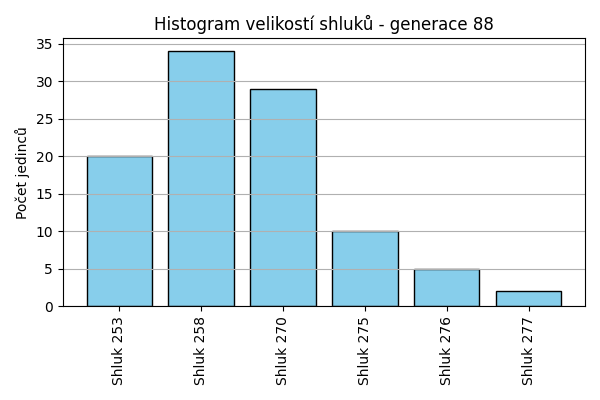 Histogram velikostí shluků - generace 88
Počet jedinců
35
30
25
20
15
10
5
0
Shluk 253
Shluk 258
Shluk 270
Shluk 275
Shluk 276
Shluk 277